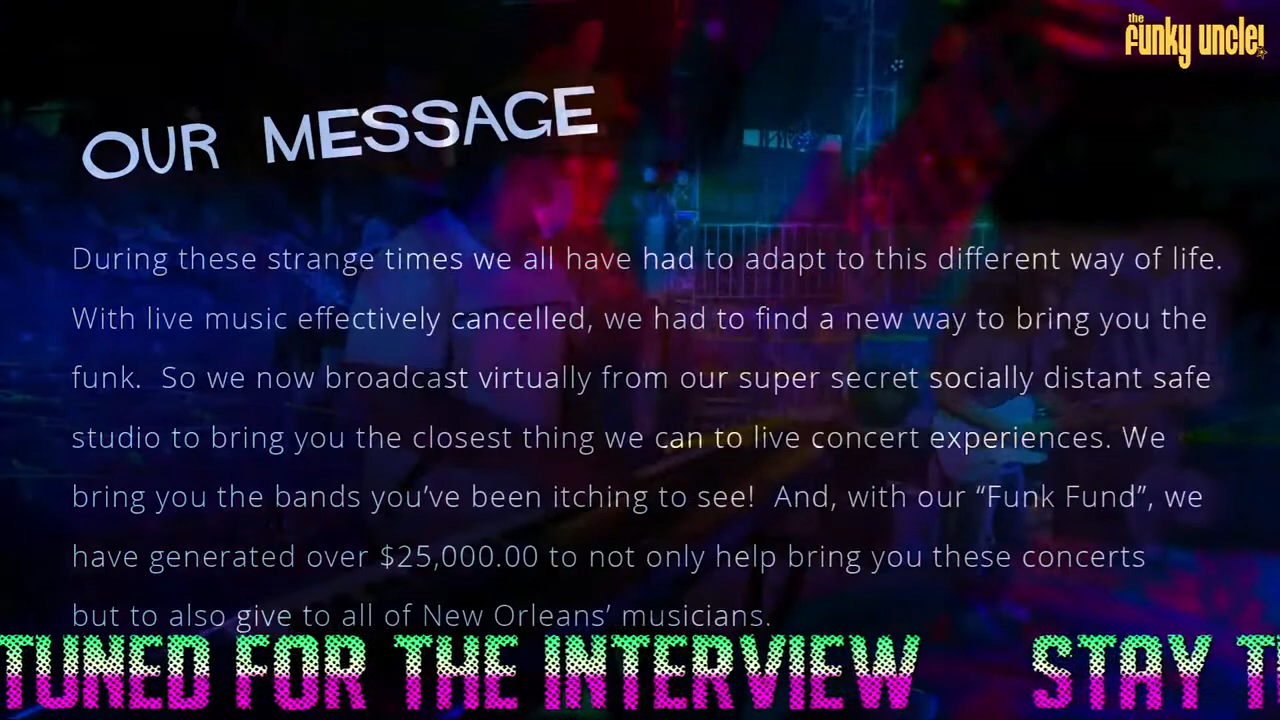 the
funky uncle!
OUR MESSAGE
During these strange times we all have had to adapt to this different way of life.
With live music effectively cancelled, we had to find a new way to bring you the
funk.  So we now broadcast virtually from our super secret socially distant safe
studio to bring you the closest thing we can to live concert experiences. We
bring you the bands you’ve been itching to see!  And, with our “Funk Fund”, we
have generated over $25,000.00 to not only help bring you these concerts
but to also give to all of New Orleans’ musicians.
TUNED FOR THE INTERVIEW STAY T